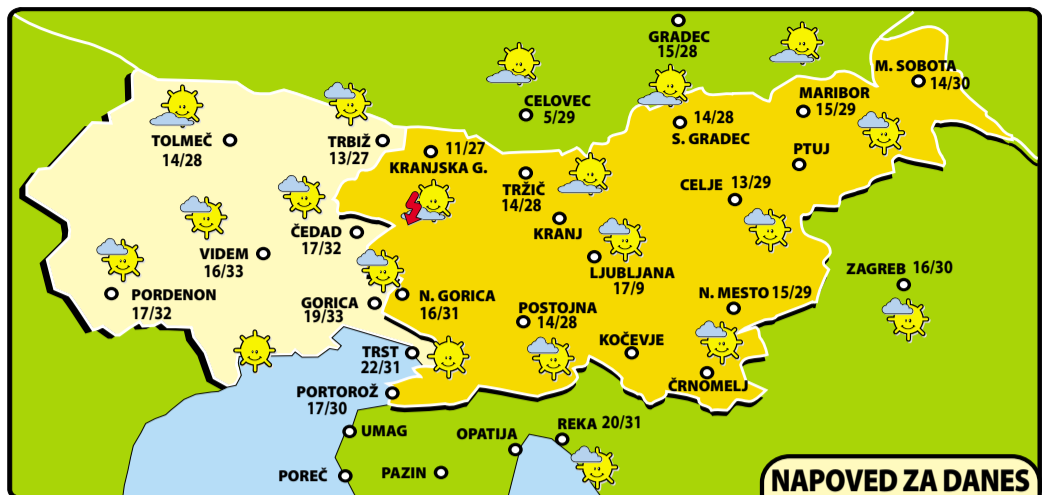 GRADEC
15/28
M. SOBOTA
14/30
CELOVEC
5/29
MARIBOR
15/29
TOLMEČ
14/28
TRBIŽ
13/27
11/27
KRANJSKA G.
14/28
S. GRADEC
PTUJ
TRŽIČ
14/28
CELJE 13/29
ČEDAD
17/32
KRANJ
VIDEM
16/33
LJUBLJANA
17/9
ZAGREB 16/30
PORDENON
17/32
GORICA
19/33
N. GORICA
16/31
N. MESTO 15/29
POSTOJNA
14/28
KOČEVJE
TRST
22/31
ČRNOMELJ
PORTOROŽ
17/30
UMAG
OPATIJA
REKA 20/31
POREČ
PAZIN
NAPOVED ZA DANES